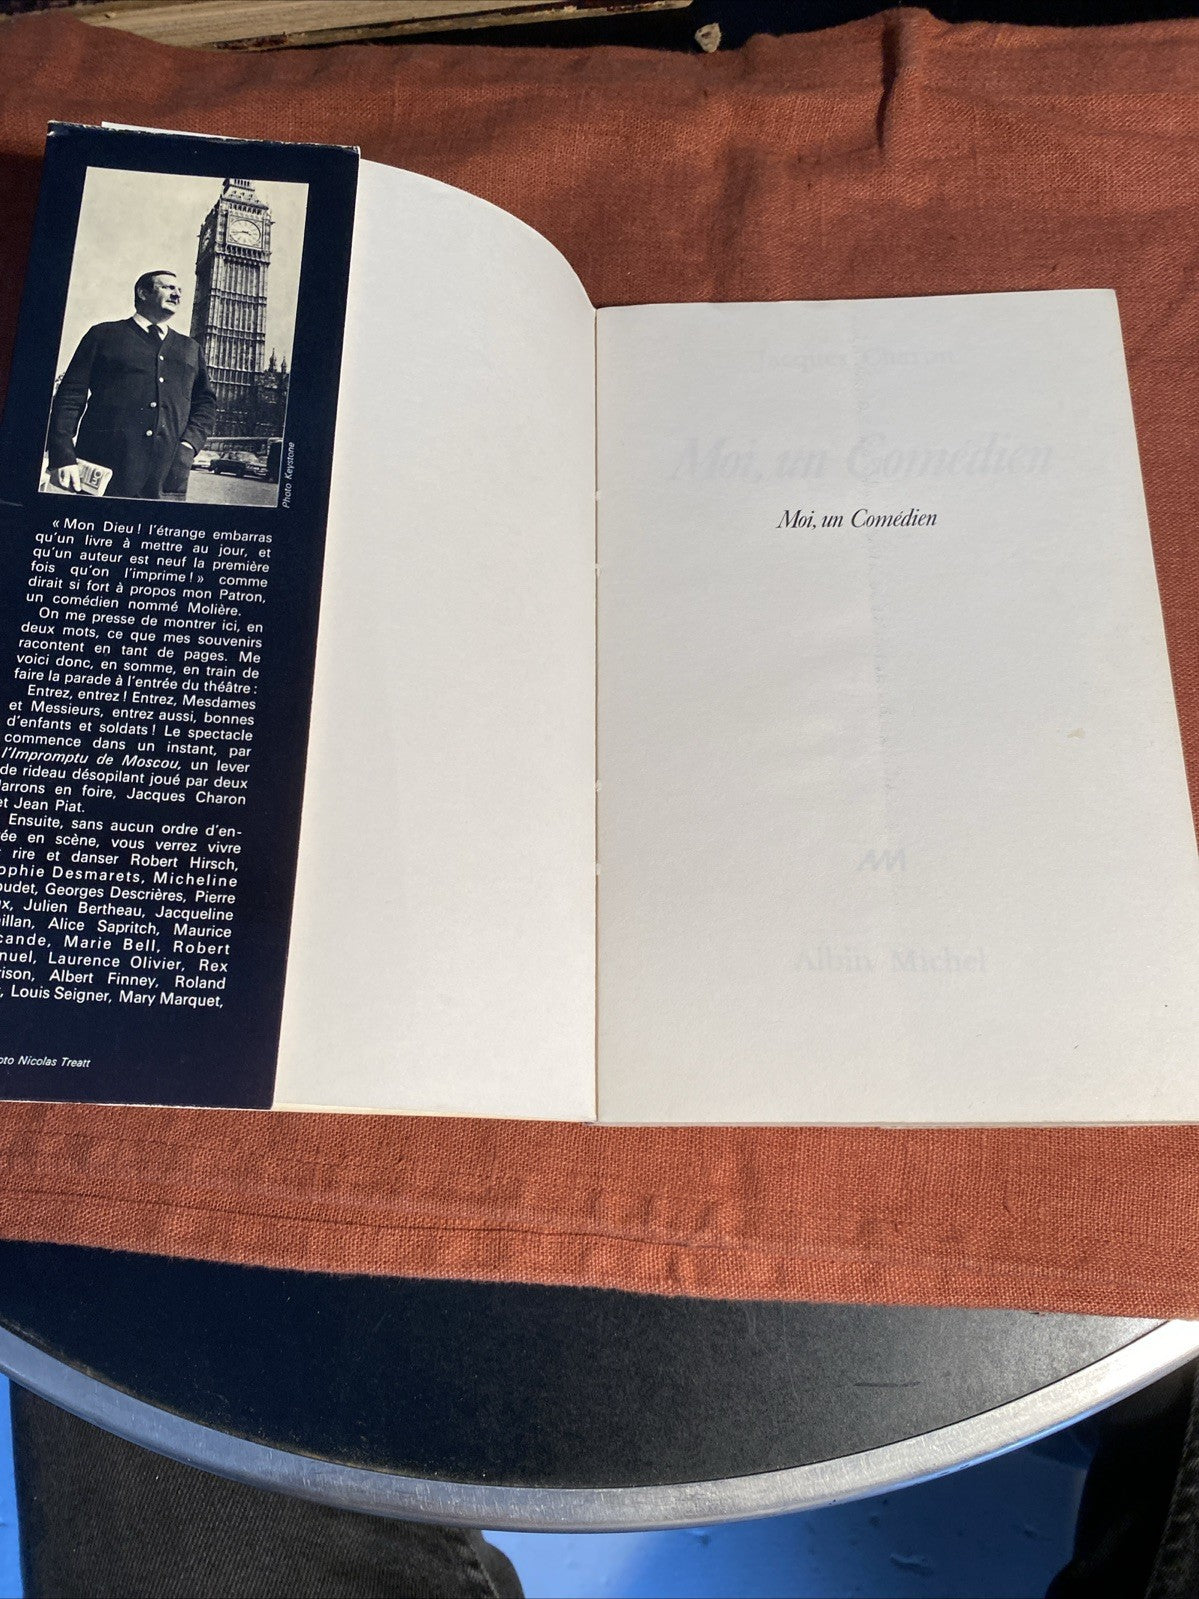 Photo Keystone
« Mon Dieu ! l'étrange embarras
qu'un livre à mettre au jour, et
qu'un auteur est neuf la première
fois qu'on l'imprime ! » comme
dirait si fort à propos mon Patron,
un comédien nommé Molière.
On me presse de montrer ici, en
deux mots, ce que mes souvenirs
racontent en tant de pages. Me
voici donc, en somme, en train de
faire la parade à l'entrée du théâtre :
Entrez, entrez ! Entrez, Mesdames
et Messieurs, entrez aussi, bonnes
d'enfants et soldats ! Le spectacle
commence dans un instant, par
l'Impromptu de Moscou, un lever
de rideau désopilant joué par deux
larrons en foire, Jacques Charon
et Jean Piat.
Ensuite, sans aucun ordre d'en-
ée en scène, vous verrez vivre
rire et danser Robert Hirsch,
ophie Desmarets, Micheline
oudet, Georges Descrières, Pierre
x, Julien Bertheau, Jacqueline
illan, Alice Sapritch, Maurice
cande, Marie Bell, Robert
nuel, Laurence Olivier, Rex
rison, Albert Finney, Roland
, Louis Seigner, Mary Marquet,
oto Nicolas Treatt
Jacques Charon
Moi, un Comédien
Moi, un Comédien
Albin Michel